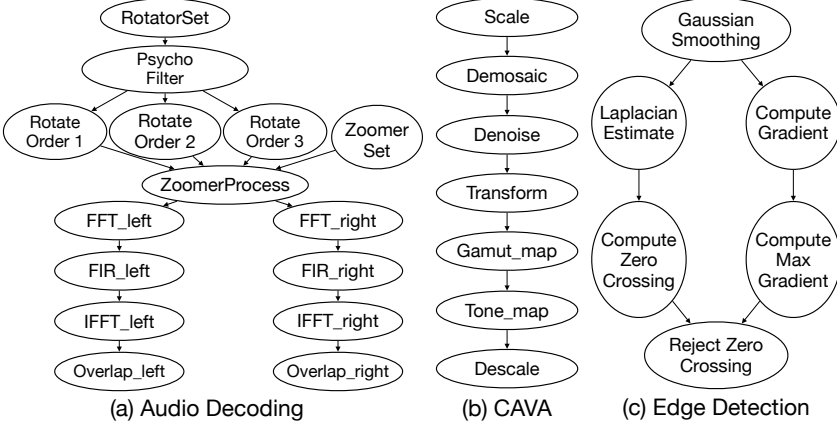 RotatorSet
Psycho
Filter
Rotate
Order 1
Rotate
Order 2
Rotate
Order 3
Zoomer
Set
ZoomerProcess
FFT_left
FFT_right
FIR_left
FIR_right
IFFT_left
IFFT_right
Overlap_left
Overlap_right
(a) Audio Decoding
Scale
Demosaic
Denoise
Transform
Gamut_map
Tone_map
Descale
(b) CAVA
Gaussian
Smoothing
Laplacian
Estimate
Compute
Gradient
Compute
Zero
Crossing
Compute
Max
Gradient
Reject Zero
Crossing
(c) Edge Detection